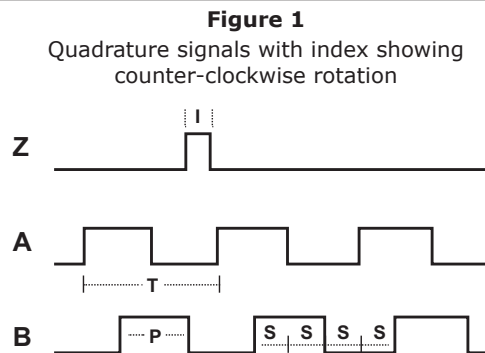 Figure 1
Quadrature signals with index showing
counter-clockwise rotation
I
Z
A
T
B
P
S S S S